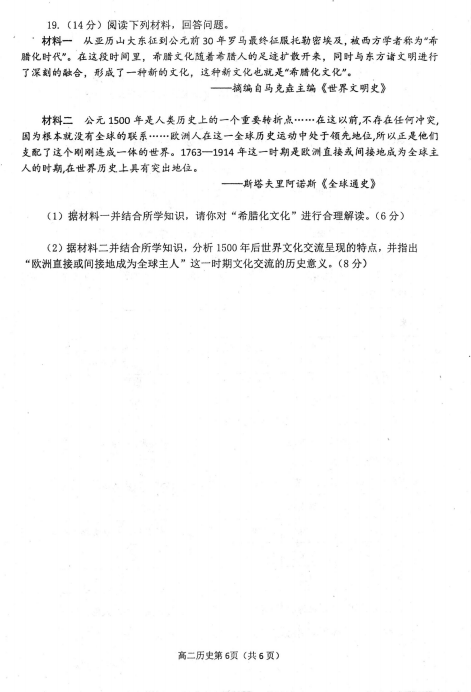 19.（14分）阅读下列材料，回答问题。
材料一　从亚历山大东征到公元前30年罗马最终征服托勒密埃及，被西方学者称为“希
腊化时代”。在这段时间里，希腊文化随着希腊人的足迹扩散开来，同时与东方诸文明进行
了深刻的融合，形成了一种新的文化，这种新文化也就是“希腊化文化”。
——摘编自马克垚主编《世界文明史》
材料二　公元1500年是人类历史上的一个重要转折点……在这以前,不存在任何冲突,
因为根本就没有全球的联系……欧洲人在这一全球历史运动中处于领先地位,所以正是他们
支配了这个刚刚连成一体的世界。1763—1914年这一时期是欧洲直接或间接地成为全球主
人的时期,在世界历史上具有突出地位。
——斯塔夫里阿诺斯《全球通史》
（1）据材料一并结合所学知识，请你对“希腊化文化”进行合理解读。（6分）
（2）据材料二并结合所学知识，分析1500年后世界文化交流呈现的特点，并指出
“欧洲直接或间接地成为全球主人”这一时期文化交流的历史意义。（8分）
高二历史第6页（共6页）